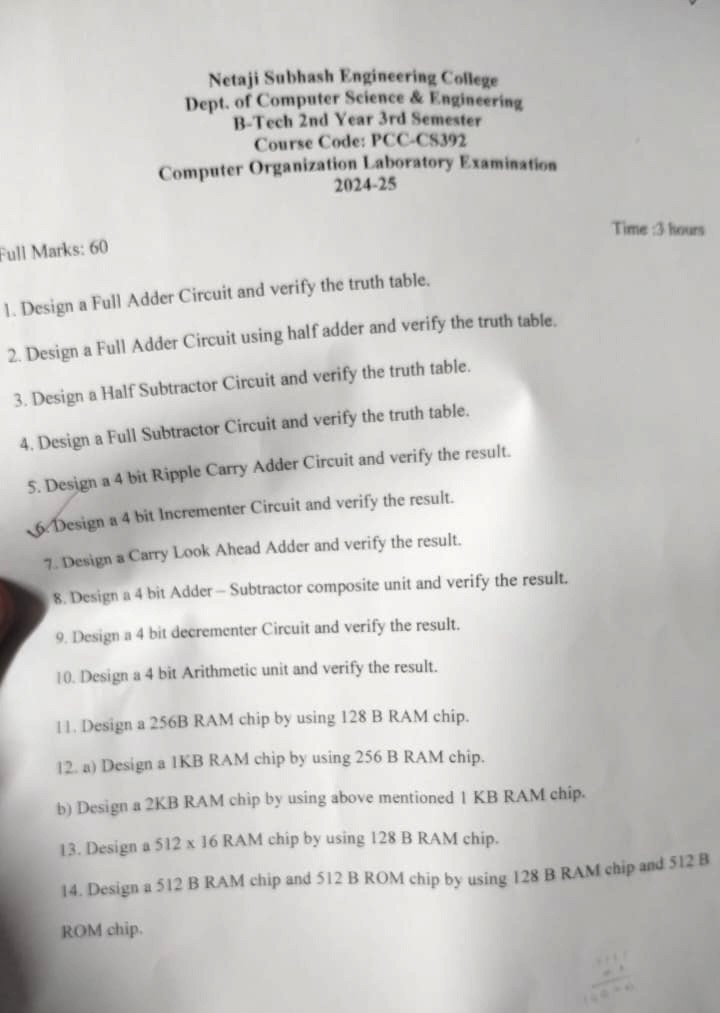 Netaji Subhash Engineering College
Dept. of Computer Science & Engineering
B-Tech 2nd Year 3rd Semester
Course Code: PCC-CS392
Computer Organization Laboratory Examination
2024-25
Time :3 hours
Full Marks: 60
1. Design a Full Adder Circuit and verify the truth table.
2. Design a Full Adder Circuit using half adder and verify the truth table.
3. Design a Half Subtractor Circuit and verify the truth table.
4. Design a Full Subtractor Circuit and verify the truth table.
5. Design a 4 bit Ripple Carry Adder Circuit and verify the result.
6. Design a 4 bit Incrementer Circuit and verify the result.
7. Design a Carry Look Ahead Adder and verify the result.
8. Design a 4 bit Adder – Subtractor composite unit and verify the result.
9. Design a 4 bit decrementer Circuit and verify the result.
10. Design a 4 bit Arithmetic unit and verify the result.
11. Design a 256B RAM chip by using 128 B RAM chip.
12. a) Design a 1KB RAM chip by using 256 B RAM chip.
b) Design a 2KB RAM chip by using above mentioned 1 KB RAM chip.
13. Design a 512 x 16 RAM chip by using 128 B RAM chip.
14. Design a 512 B RAM chip and 512 B ROM chip by using 128 B RAM chip and 512 B
ROM chip.